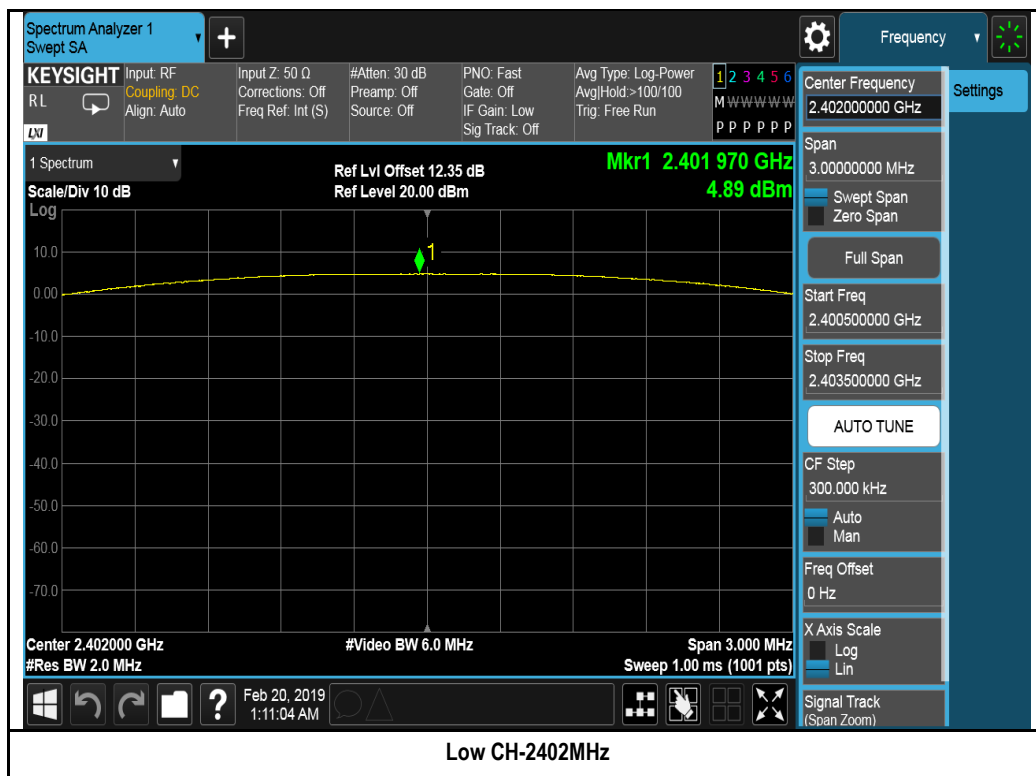 Spectrum Analyzer 1
Swept SA
+
Frequency
KEYSIGHT
RL
LXI
Input: RF
Coupling: DC
Align: Auto
Input Z: 50 Ω
Corrections: Off
Freq Ref: Int (S)
#Atten: 30 dB
Preamp: Off
Source: Off
PNO: Fast
Gate: Off
IF Gain: Low
Sig Track: Off
Avg Type: Log-Power
Avg|Hold:>100/100
Trig: Free Run
1 2 3 4 5 6
M W W W W W
P P P P P P
1 Spectrum
Scale/Div 10 dB
Log
Ref Lvl Offset 12.35 dB
Ref Level 20.00 dBm
Mkr1 2.401 970 GHz
4.89 dBm
1
10.0
0.00
-10.0
-20.0
-30.0
-40.0
-50.0
-60.0
-70.0
Center 2.402000 GHz
#Res BW 2.0 MHz
#Video BW 6.0 MHz
Span 3.000 MHz
Sweep 1.00 ms (1001 pts)
Center Frequency
2.402000000 GHz
Settings
Span
3.00000000 MHz
Swept Span
Zero Span
Full Span
Start Freq
2.400500000 GHz
Stop Freq
2.403500000 GHz
AUTO TUNE
CF Step
300.000 kHz
Auto
Man
Freq Offset
0 Hz
X Axis Scale
Log
Lin
Signal Track
(Span Zoom)
?
Feb 20, 2019
1:11:04 AM
Low CH-2402MHz